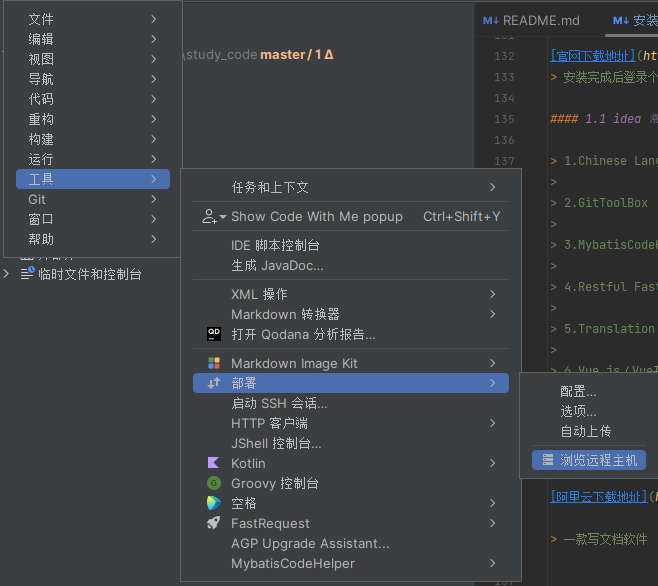 文件
编辑
视图
导航
代码
重构
构建
运行
工具
Git
窗口
帮助
\study_code master / 1 Δ
临时文件和控制台
任务和上下文
Show Code With Me popup Ctrl+Shift+Y
IDE 脚本控制台
生成 JavaDoc...
XML 操作
Markdown 转换器
QD 打开 Qodana 分析报告...
Markdown Image Kit
部署
启动 SSH 会话...
HTTP 客户端
JShell 控制台...
Kotlin
G Groovy 控制台
空格
FastRequest
AGP Upgrade Assistant...
MybatisCodeHelper
配置...
选项...
自动上传
浏览远程主机
M↓ README.md M↓ 安装
132 [官网下载地址](ht
133 > 安装完成后登录个
134
135 #### 1.1 idea
136
137 > 1.Chinese Lan
>
> 2.GitToolBox
>
> 3.MybatisCode
>
> 4.Restful Fas
>
> 5.Translation
>
[阿里云下载地址](
> 一款写文档软件